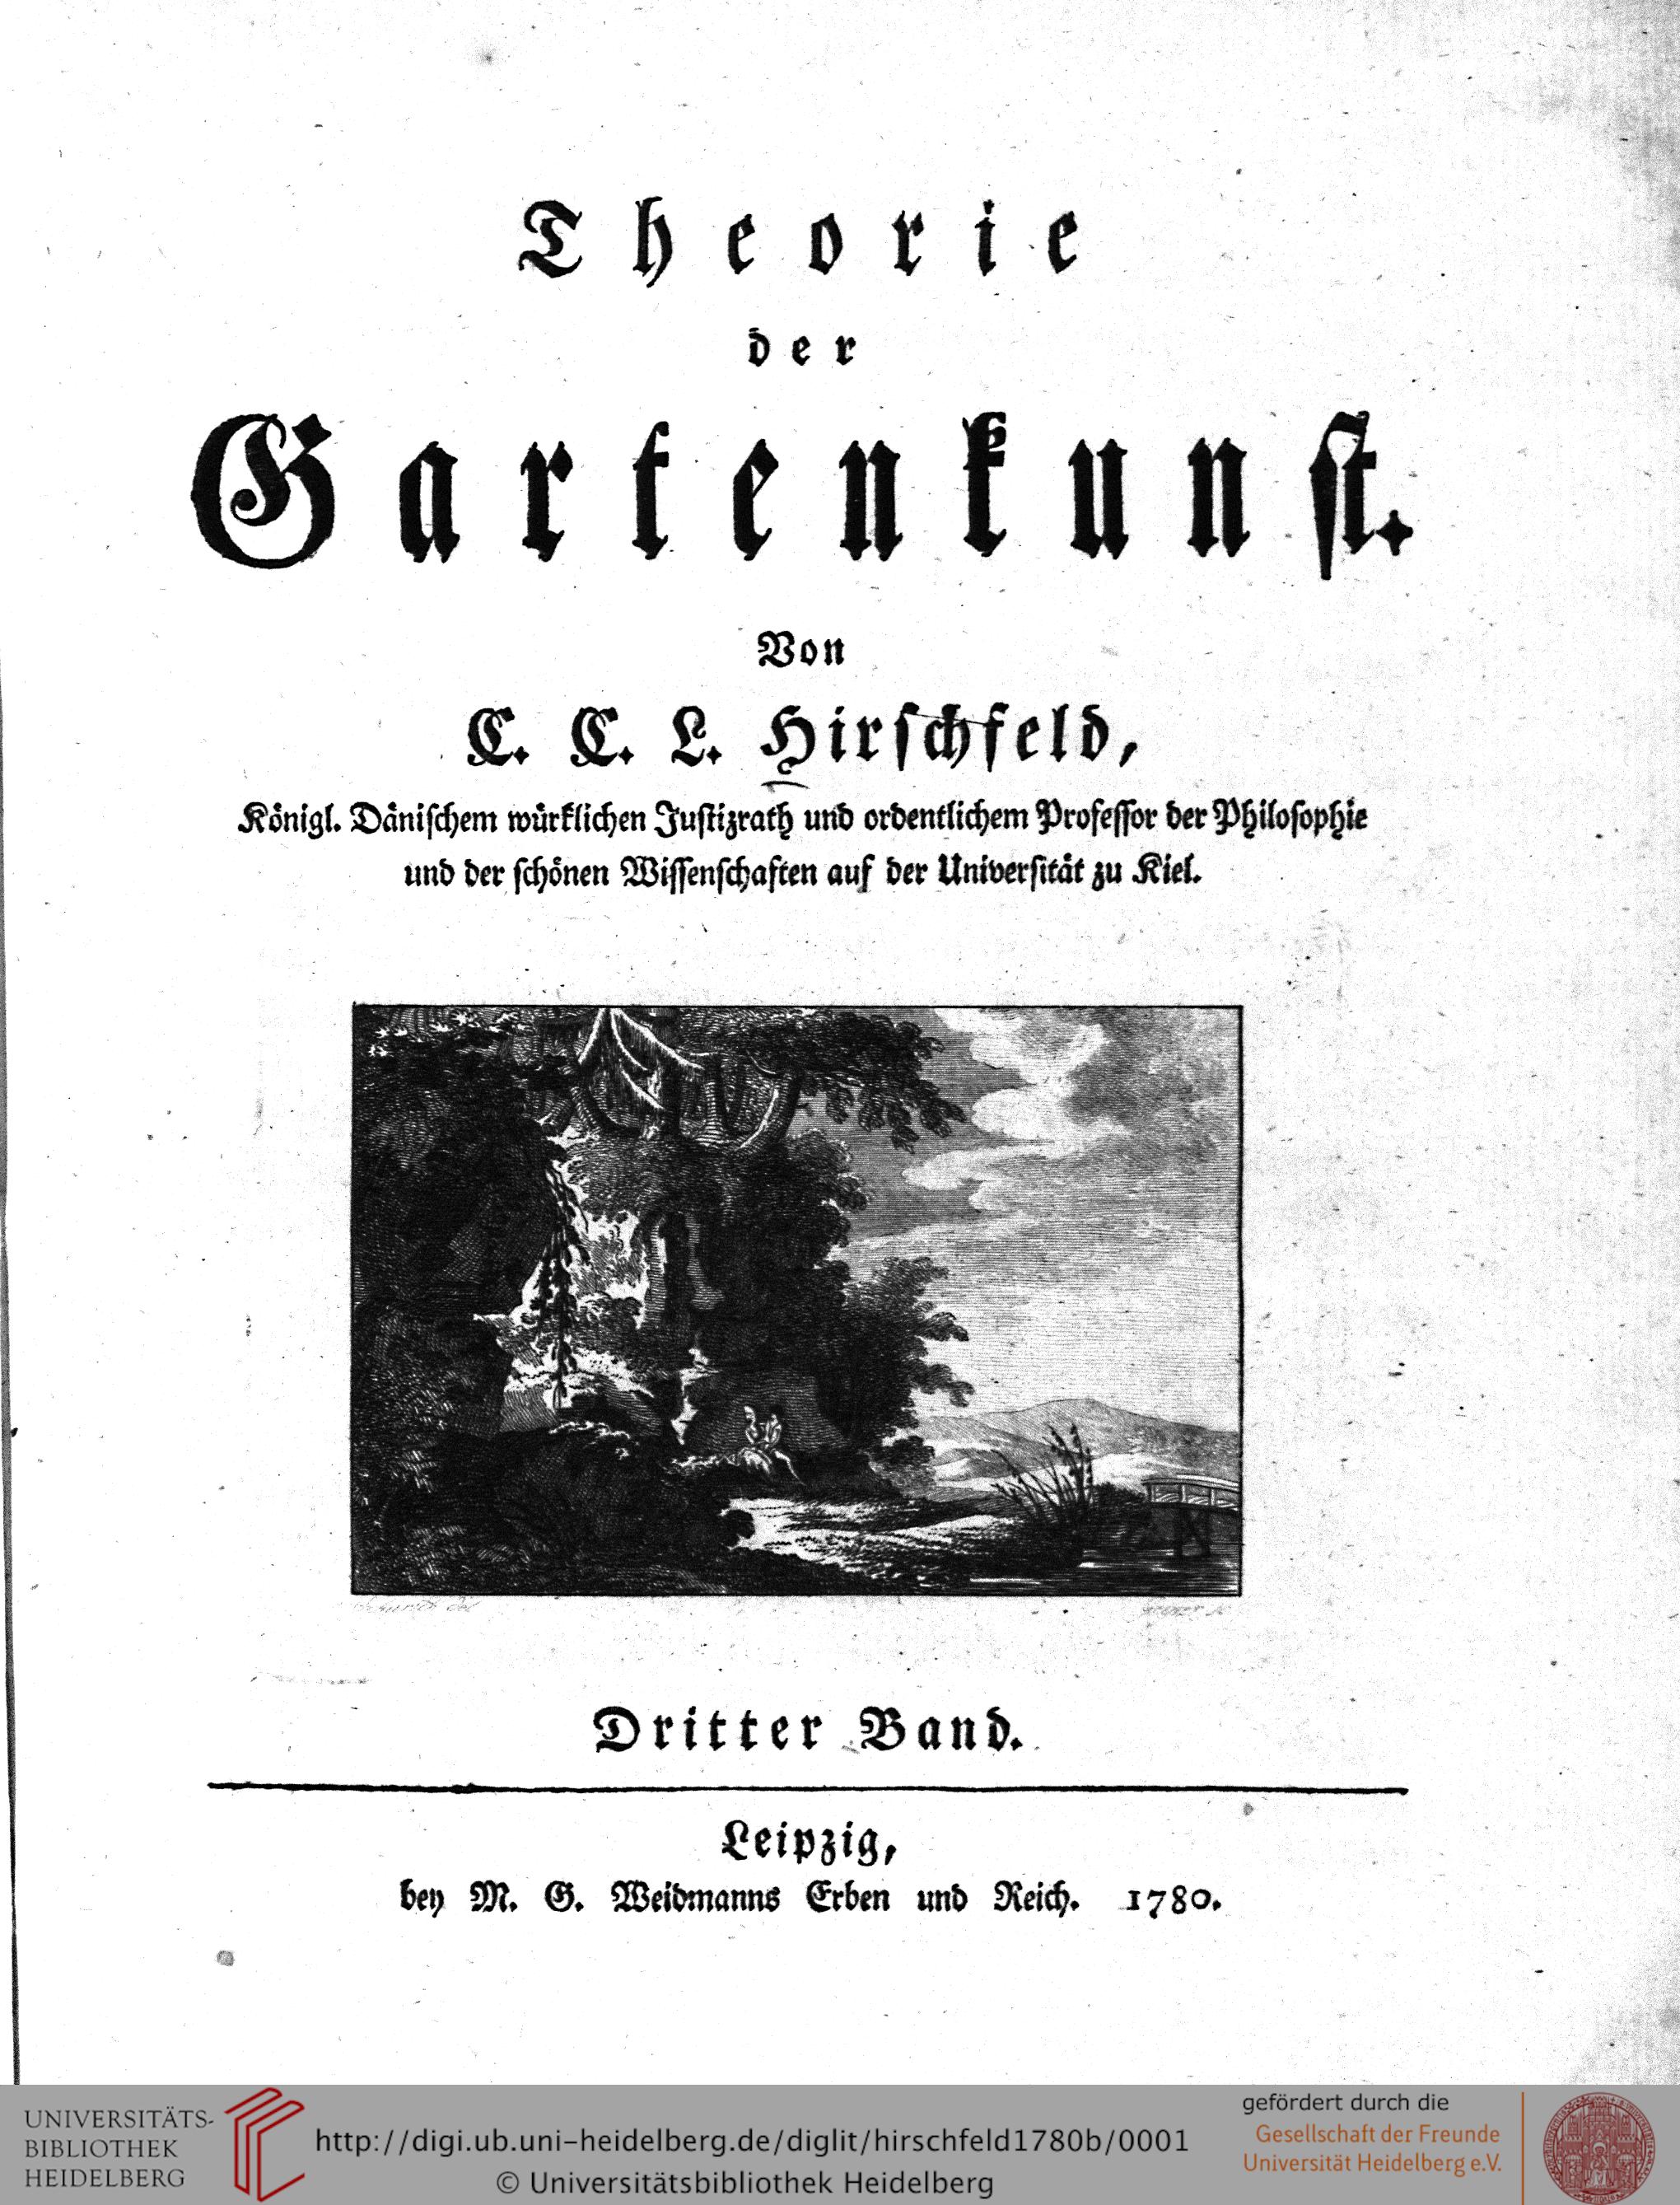 Theorie
der
Gartenkunst.
Von
C. C. L. Hirschfeld,
Königl. Dänischem würklichen Justizrath und ordentlichem Professor der Philosophie
und der schönen Wissenschaften auf der Universität zu Kiel.
Dritter Band.
Leipzig,
bey M. G. Weidmanns Erben und Reich. 1780.
UNIVERSITÄTS-
BIBLIOTHEK
HEIDELBERG
http://digi.ub.uni-heidelberg.de/diglit/hirschfeld1780b/0001
© Universitätsbibliothek Heidelberg
gefördert durch die
Gesellschaft der Freunde
Universität Heidelberg e.V.